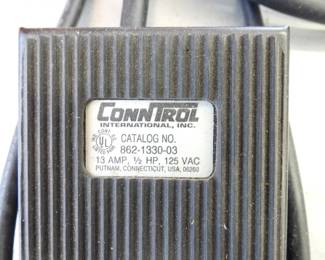 CONNTROL
INTERNATIONAL, INC.
UL
CATALOG NO.
862-1330-03
13 AMP, ½ HP, 125 VAC
PUTNAM, CONNECTICUT, USA, 06260